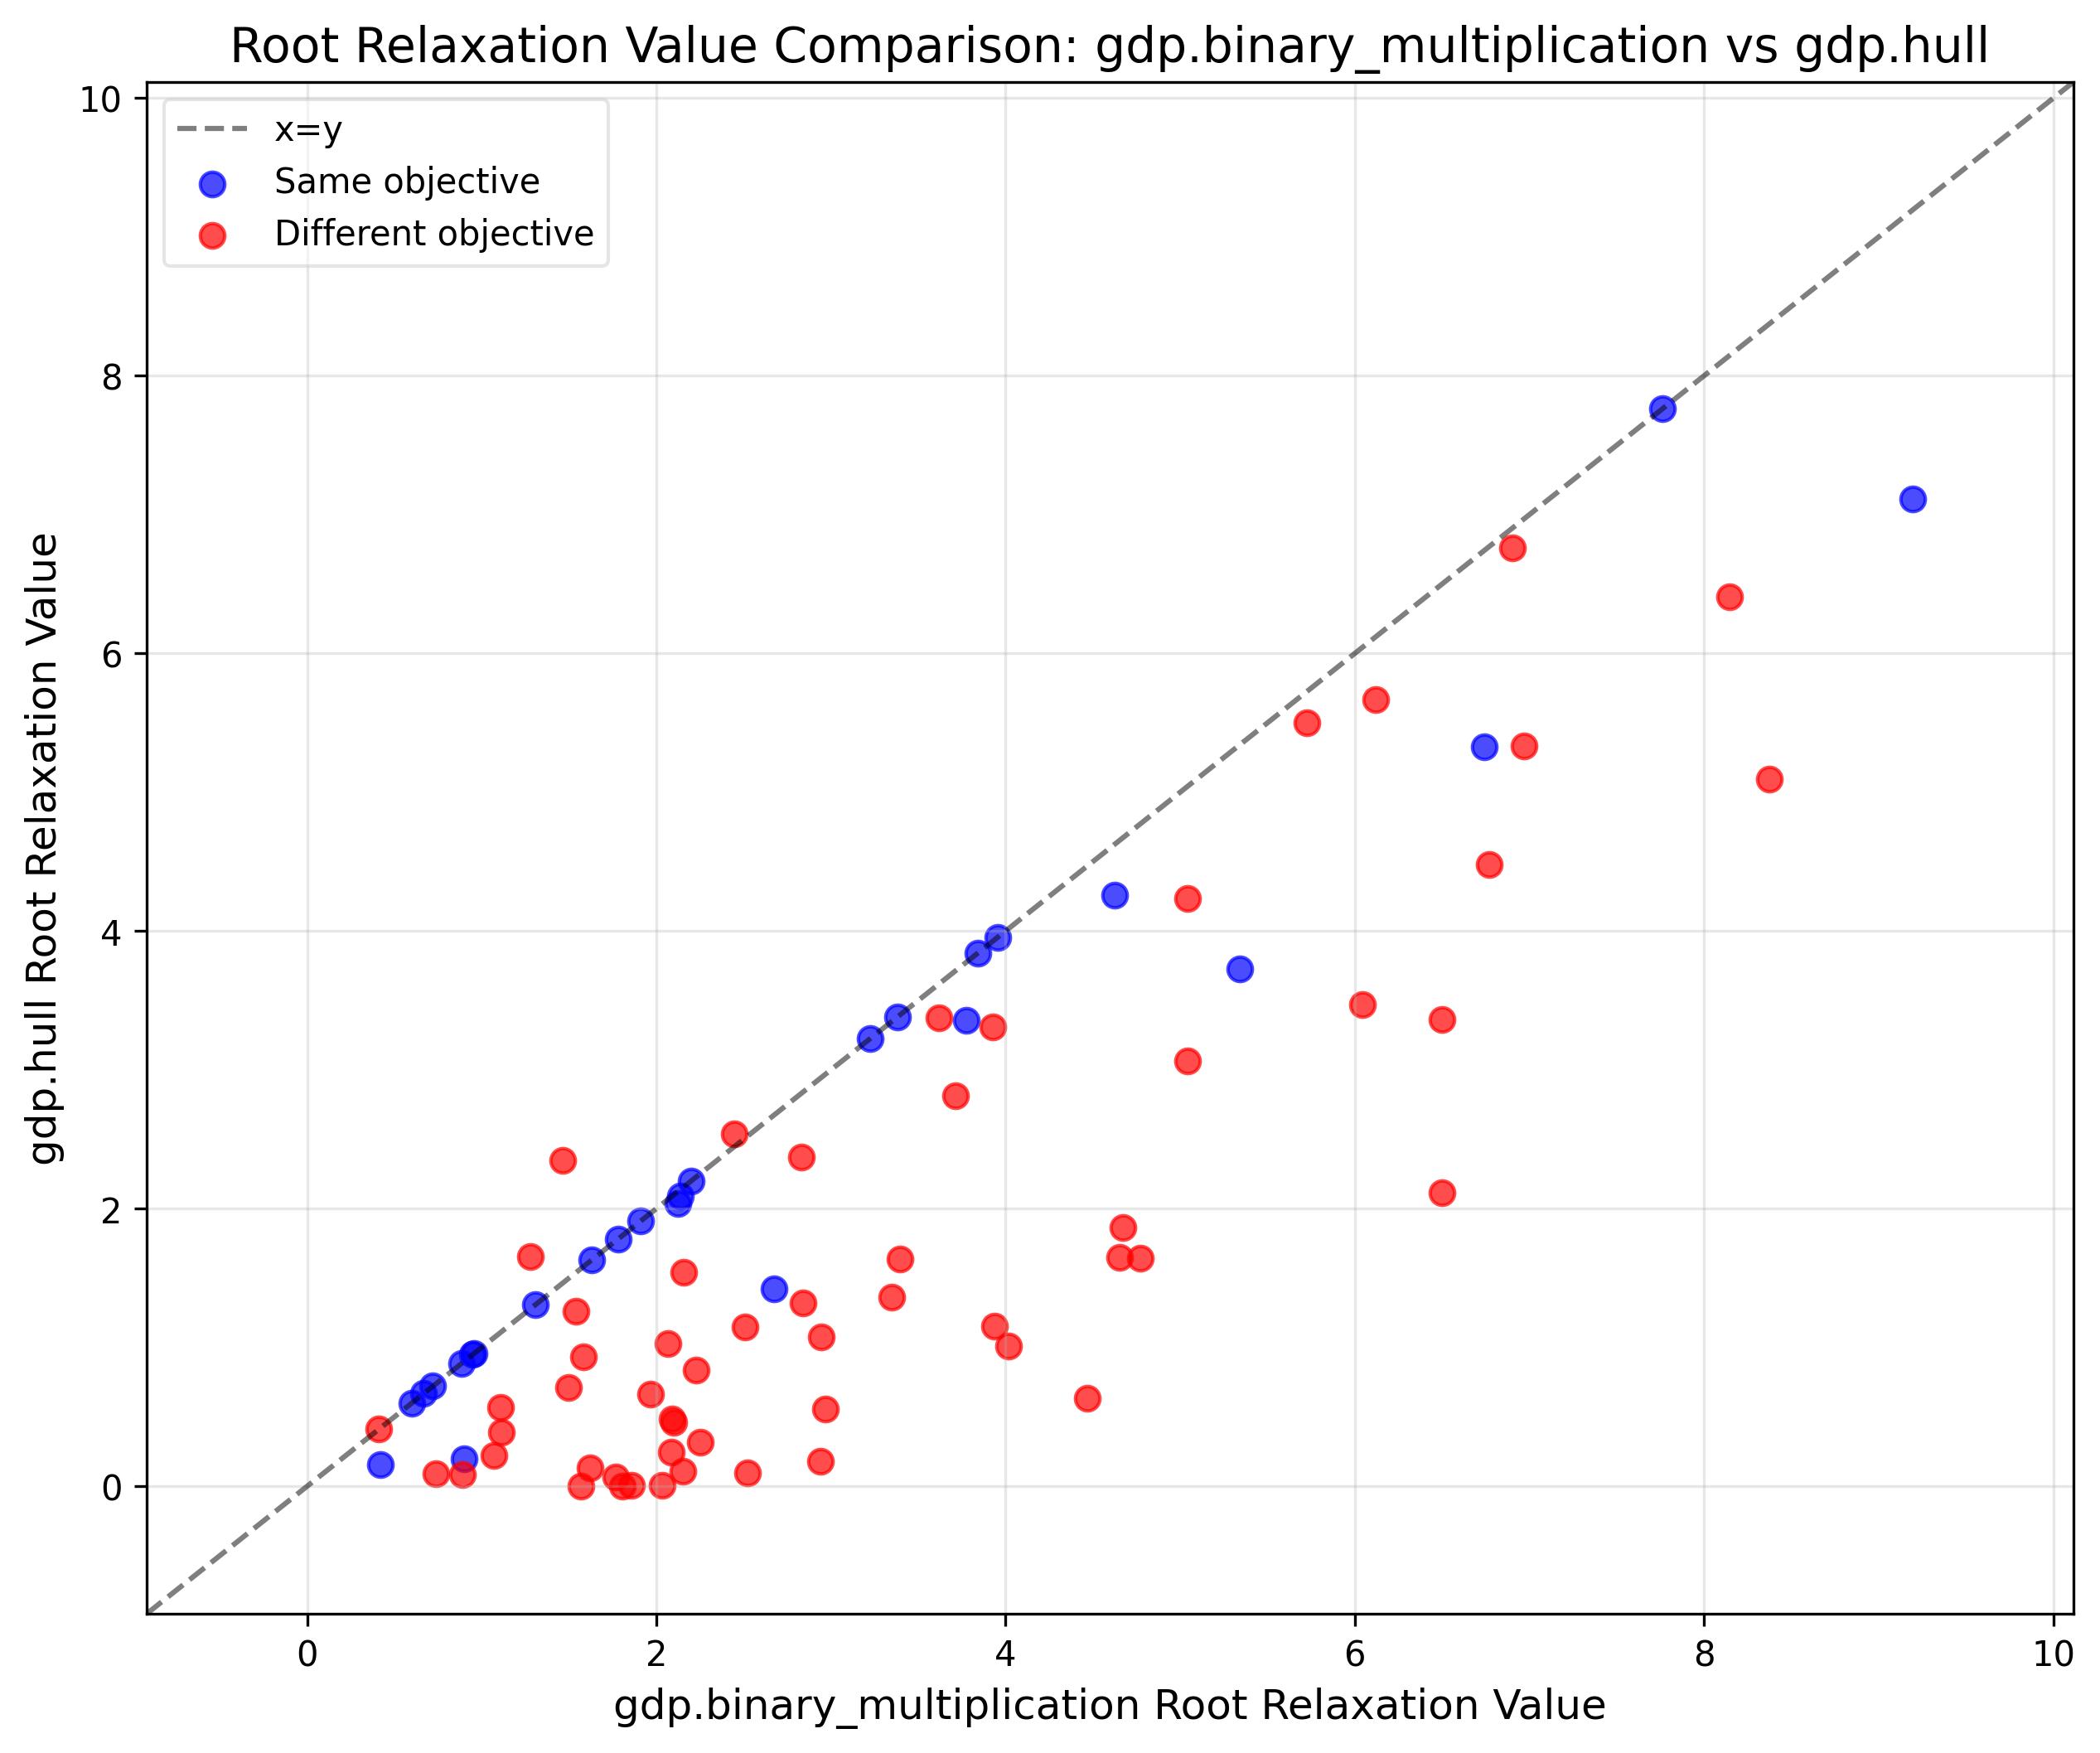 Root Relaxation Value Comparison: gdp.binary_multiplication vs gdp.hull
x=y
Same objective
Different objective
gdp.hull Root Relaxation Value
10
8
6
4
2
0
0 2 4 6 8 10
gdp.binary_multiplication Root Relaxation Value